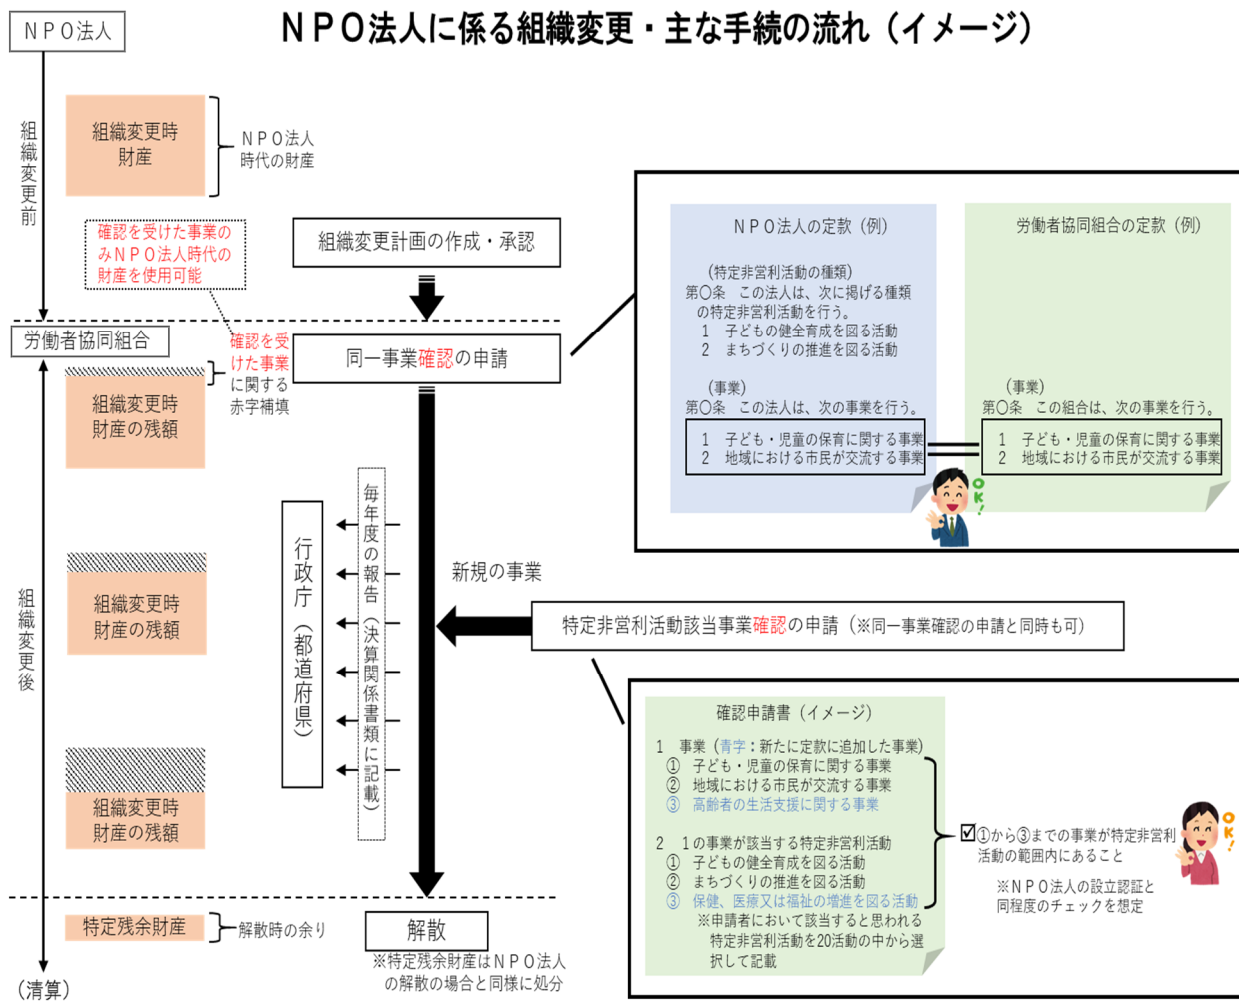 NPO法人に係る組織変更・主な手続の流れ（イメージ）
NPO法人
組織変更前
組織変更時
財産
NPO法人
時代の財産
確認を受けた事業の
みNPO法人時代の
財産を使用可能
組織変更計画の作成・承認
労働者協同組合
確認を受
けた事業
に関する
赤字補填
同一事業確認の申請
組織変更時
財産の残額
組織変更後
組織変更時
財産の残額
組織変更時
財産の残額
行政庁（都道府県）
毎年度の報告（決算関係書類に記載）
新規の事業
特定非営利活動該当事業確認の申請（※同一事業確認の申請と同時も可）
特定残余財産
解散時の余り
解散
※特定残余財産はNPO法人
の解散の場合と同様に処分
（清算）
NPO法人の定款（例）
（特定非営利活動の種類）
第〇条　この法人は、次に掲げる種類
の特定非営利活動を行う。
1　子どもの健全育成を図る活動
2　まちづくりの推進を図る活動
（事業）
第〇条　この法人は、次の事業を行う。
1　子ども・児童の保育に関する事業
2　地域における市民が交流する事業
労働者協同組合の定款（例）
（事業）
第〇条　この組合は、次の事業を行う。
1　子ども・児童の保育に関する事業
2　地域における市民が交流する事業
OK!
確認申請書（イメージ）
1　事業（青字：新たに定款に追加した事業）
①　子ども・児童の保育に関する事業
②　地域における市民が交流する事業
③　高齢者の生活支援に関する事業
2　1の事業が該当する特定非営利活動
①　子どもの健全育成を図る活動
②　まちづくりの推進を図る活動
③　保健、医療又は福祉の増進を図る活動
※申請者において該当すると思われる
特定非営利活動を20活動の中から選
択して記載
☑①から③までの事業が特定非営利
活動の範囲内にあること
※NPO法人の設立認証と
同程度のチェックを想定
OK!